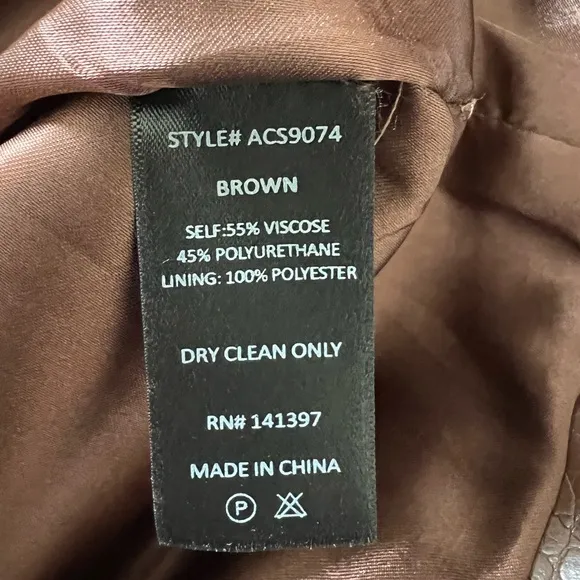 STYLE# ACS9074
BROWN
SELF:55% VISCOSE
45% POLYURETHANE
LINING: 100% POLYESTER
DRY CLEAN ONLY
RN# 141397
MADE IN CHINA
P